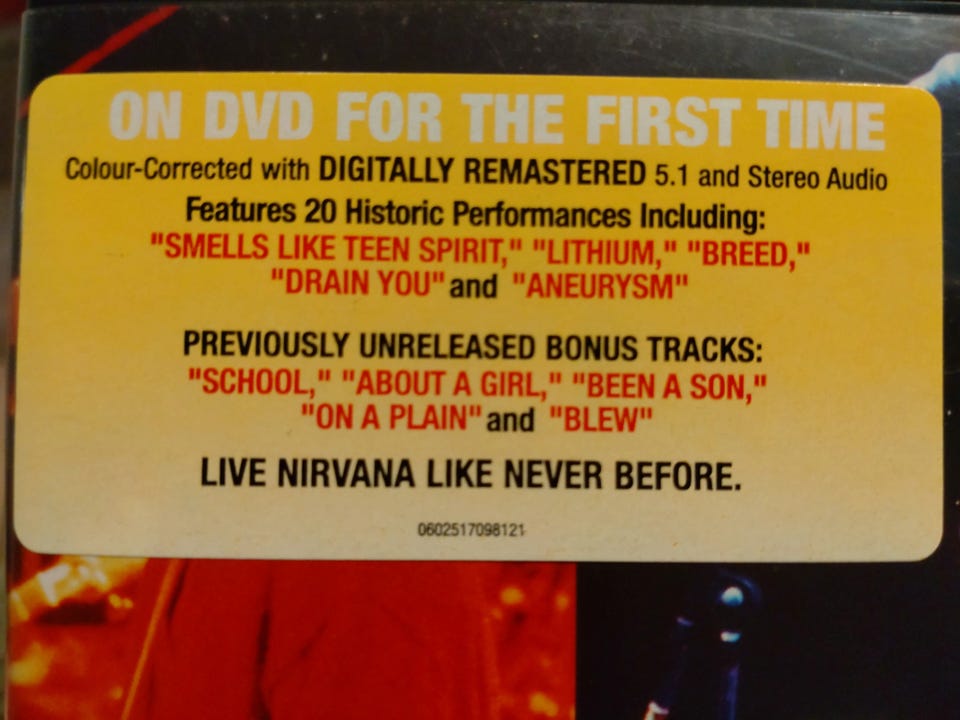 ON DVD FOR THE FIRST TIME
Colour-Corrected with DIGITALLY REMASTERED 5.1 and Stereo Audio
Features 20 Historic Performances Including:
"SMELLS LIKE TEEN SPIRIT," "LITHIUM," "BREED,"
"DRAIN YOU" and "ANEURYSM"
PREVIOUSLY UNRELEASED BONUS TRACKS:
"SCHOOL," "ABOUT A GIRL," "BEEN A SON,"
"ON A PLAIN" and "BLEW"
LIVE NIRVANA LIKE NEVER BEFORE.
0602517098121